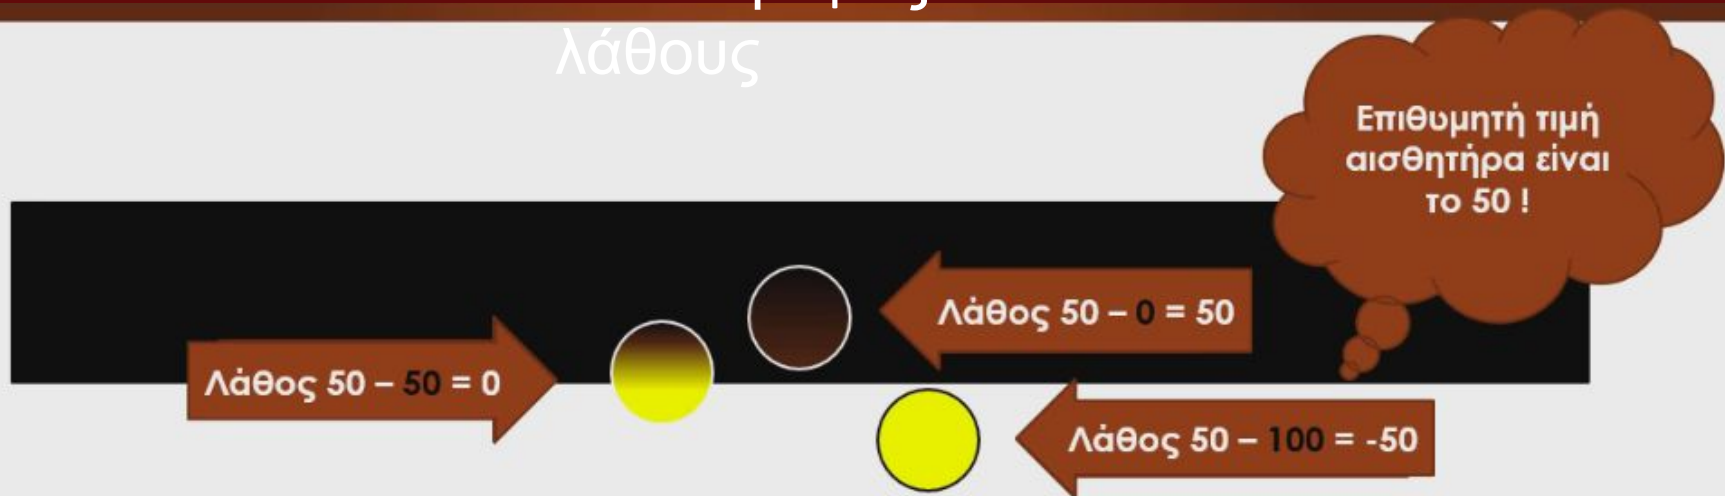 λάθους
Επιθυμητή τιμή
αισθητήρα είναι
το 50 !
Λάθος 50 – 0 = 50
Λάθος 50 – 50 = 0
Λάθος 50 – 100 = -50